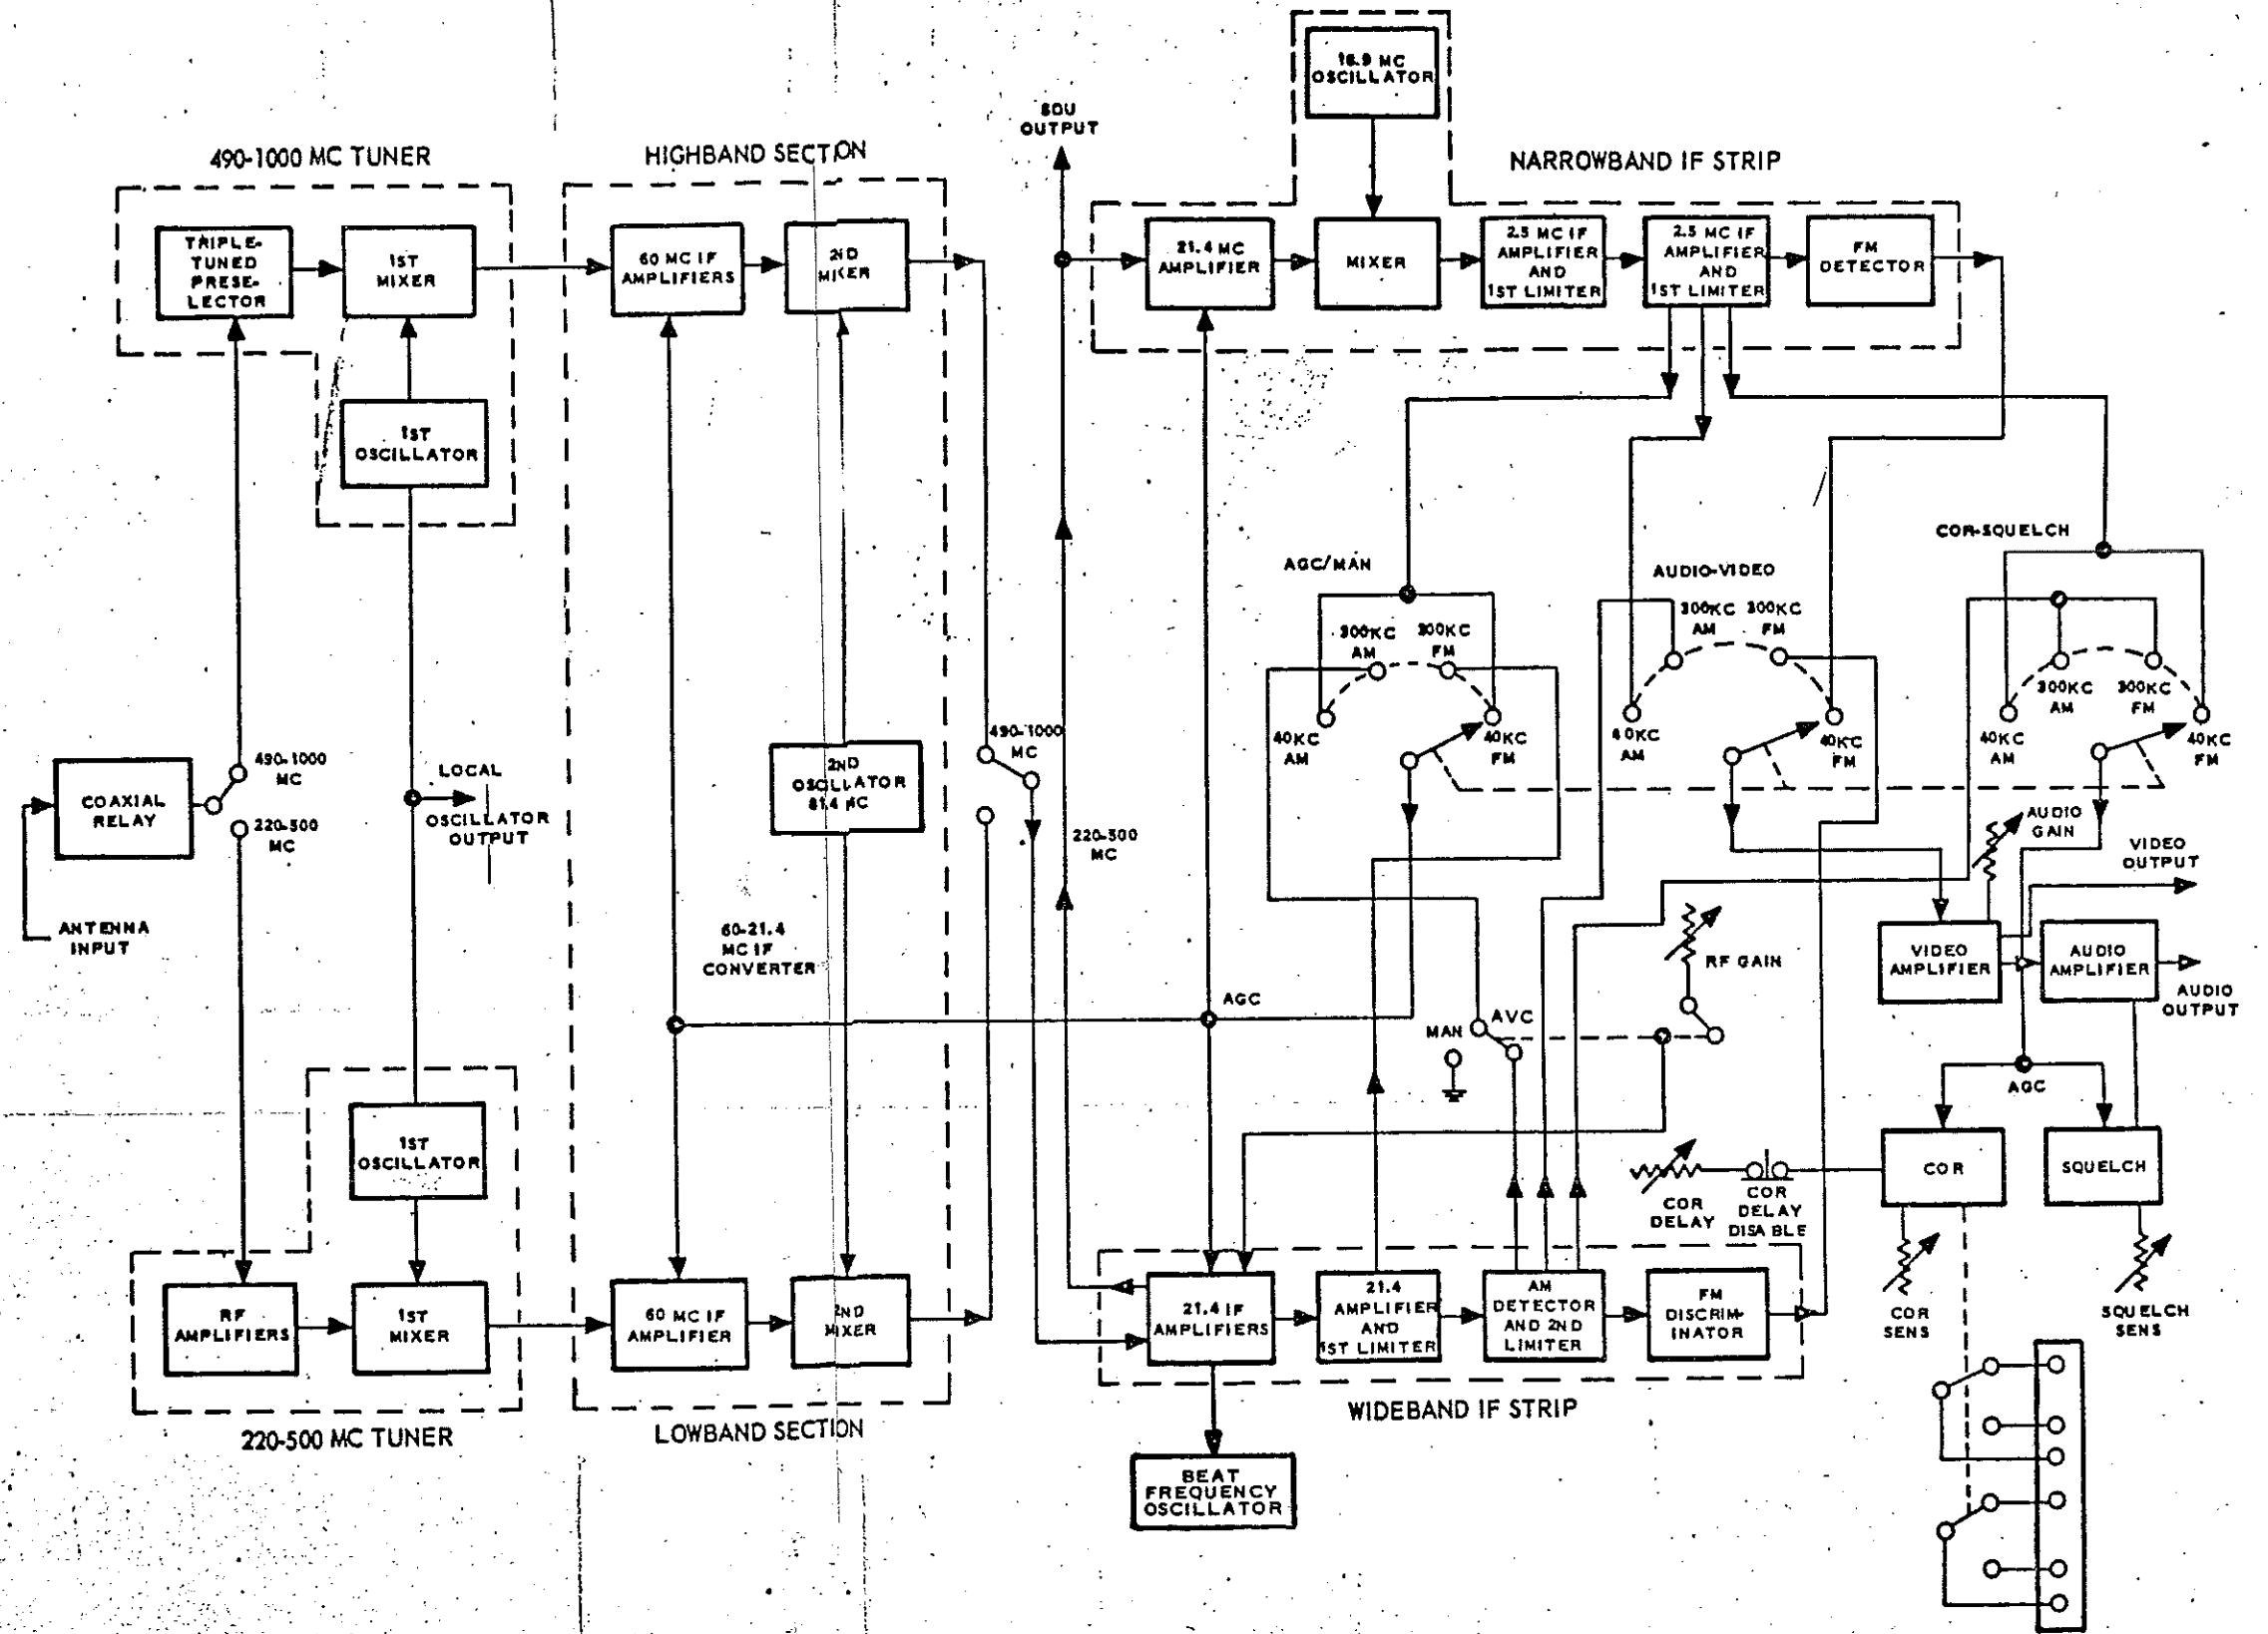 16.9 MC
OSCILLATOR
SDU
OUTPUT
490-1000 MC TUNER
HIGHBAND SECTION
NARROWBAND IF STRIP
TRIPLE-
TUNED
PRESE-
LECTOR
1ST
MIXER
60 MC IF
AMPLIFIERS
2ND
MIXER
21.4 MC
AMPLIFIER
MIXER
2.5 MC IF
AMPLIFIER
AND
1ST LIMITER
2.5 MC IF
AMPLIFIER
AND
1ST LIMITER
FM
DETECTOR
1ST
OSCILLATOR
AGC/MAN
AUDIO-VIDEO
COR-SQUELCH
300KC
AM
300KC
FM
40KC
AM
40KC
FM
300KC
AM
300KC
FM
40KC
AM
40KC
FM
300KC
AM
300KC
FM
40KC
AM
40KC
FM
COAXIAL
RELAY
490-1000
MC
220-500
MC
LOCAL
OSCILLATOR
OUTPUT
2ND
OSCILLATOR
81.4 MC
490-1000
MC
220-500
MC
AUDIO
GAIN
VIDEO
OUTPUT
ANTENNA
INPUT
60-21.4
MC IF
CONVERTER
RF GAIN
VIDEO
AMPLIFIER
AUDIO
AMPLIFIER
AUDIO
OUTPUT
AGC
MAN
AVC
AGC
1ST
OSCILLATOR
COR
DELAY
COR
DELAY
DISABLE
COR
SQUELCH
RF
AMPLIFIERS
1ST
MIXER
60 MC IF
AMPLIFIER
2ND
MIXER
21.4 IF
AMPLIFIERS
21.4
AMPLIFIER
AND
1ST LIMITER
AM
DETECTOR
AND 2ND
LIMITER
FM
DISCRIM-
INATOR
COR
SENS
SQUELCH
SENS
220-500 MC TUNER
LOWBAND SECTION
WIDEBAND IF STRIP
BEAT
FREQUENCY
OSCILLATOR